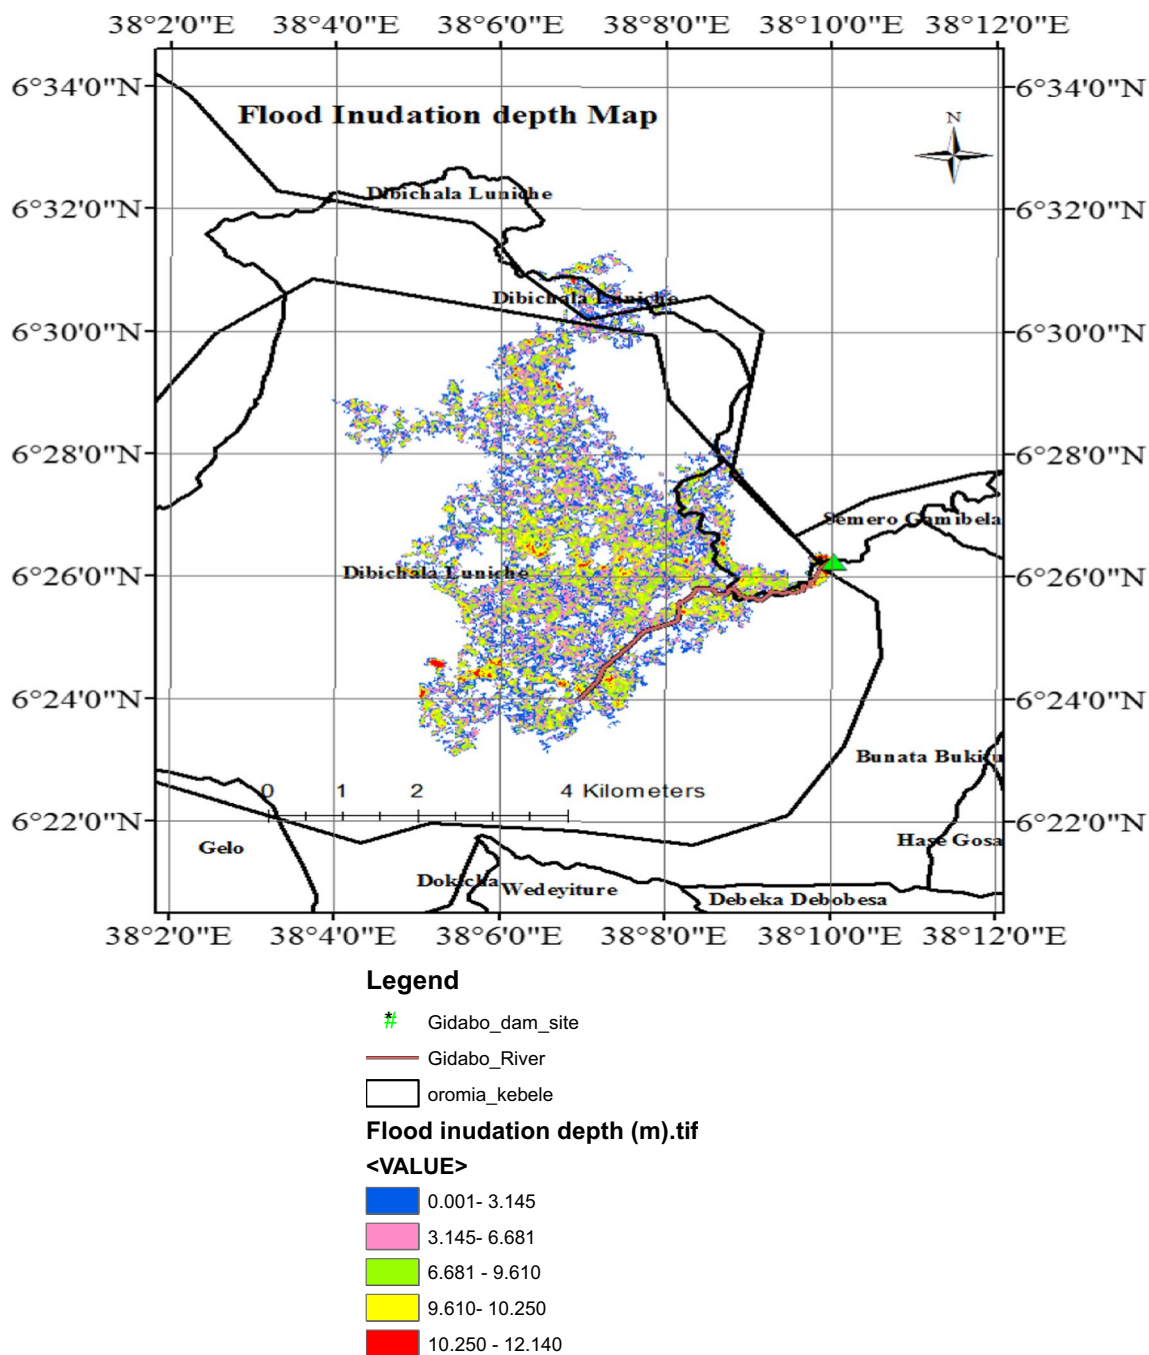 38°2'0"E 38°4'0"E 38°6'0"E 38°8'0"E 38°10'0"E 38°12'0"E
6°34'0"N 6°34'0"N
Flood Inudation depth Map
N
Dibichala Luniche
6°32'0"N 6°32'0"N
Dibichala Luniche
6°30'0"N 6°30'0"N
6°28'0"N 6°28'0"N
Semero Gamibela
Dibichala Luniche
6°26'0"N 6°26'0"N
6°24'0"N 6°24'0"N
Bunata Bukitu
0 1 2 4 Kilometers
6°22'0"N 6°22'0"N
Gelo Hase Gosa
Dokicha Wedeyiture
Debeka Debobesa
38°2'0"E 38°4'0"E 38°6'0"E 38°8'0"E 38°10'0"E 38°12'0"E
Legend
Gidabo_dam_site
Gidabo_River
oromia_kebele
Flood inudation depth (m).tif
<VALUE>
0.001- 3.145
3.145- 6.681
6.681 - 9.610
9.610- 10.250
10.250 - 12.140